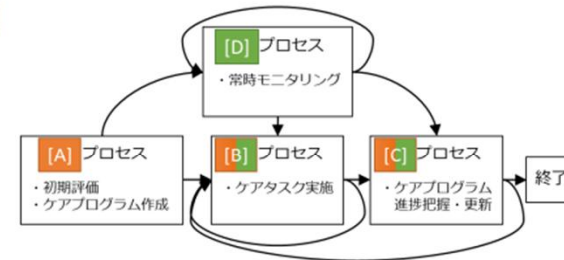 [D] プロセス
・常時モニタリング
[A] プロセス
・初期評価
・ケアプログラム作成
[B] プロセス
・ケアタスク実施
[C] プロセス
・ケアプログラム
進捗把握・更新
終了